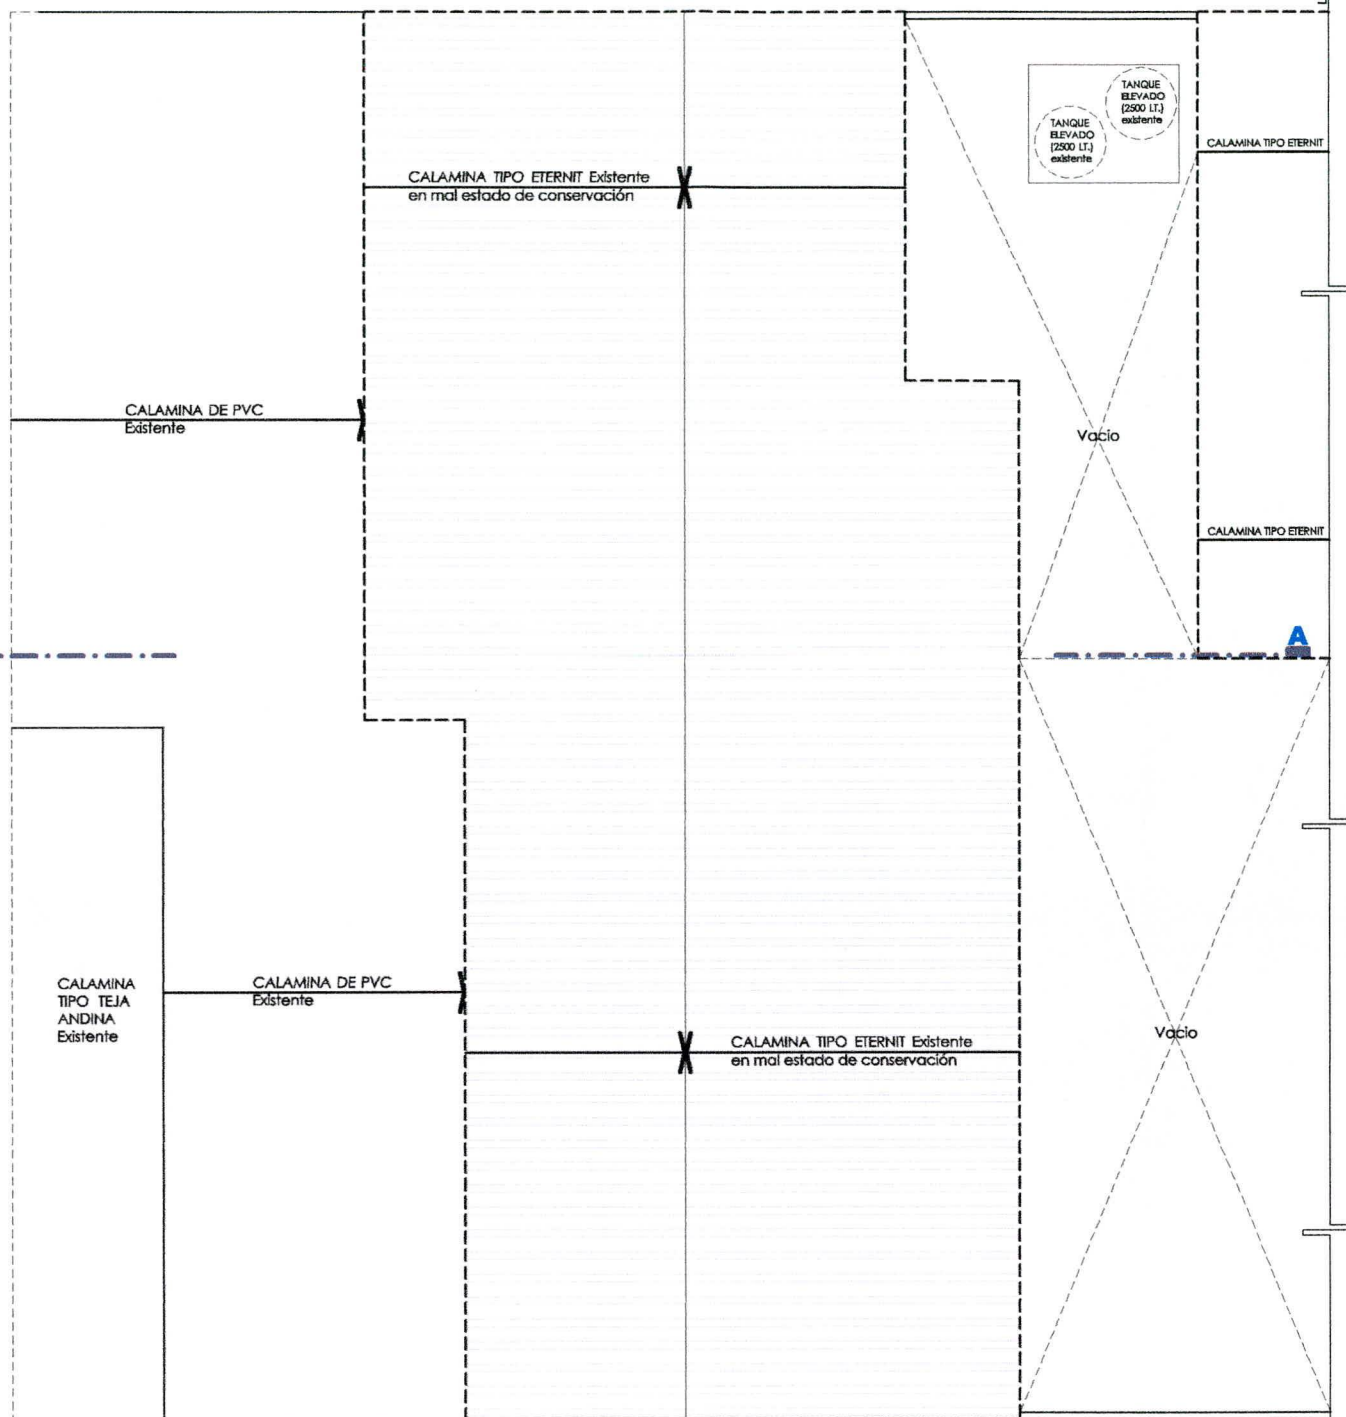 TANQUE
ELEVADO
(2500 LT.)
existente
TANQUE
ELEVADO
(2500 LT.)
existente
CALAMINA TIPO ETERNIT
CALAMINA TIPO ETERNIT Existente
en mal estado de conservación
CALAMINA DE PVC
Existente
Vacio
CALAMINA TIPO ETERNIT
A
CALAMINA
TIPO TEJA
ANDINA
Existente
CALAMINA DE PVC
Existente
CALAMINA TIPO ETERNIT Existente
en mal estado de conservación
Vacio